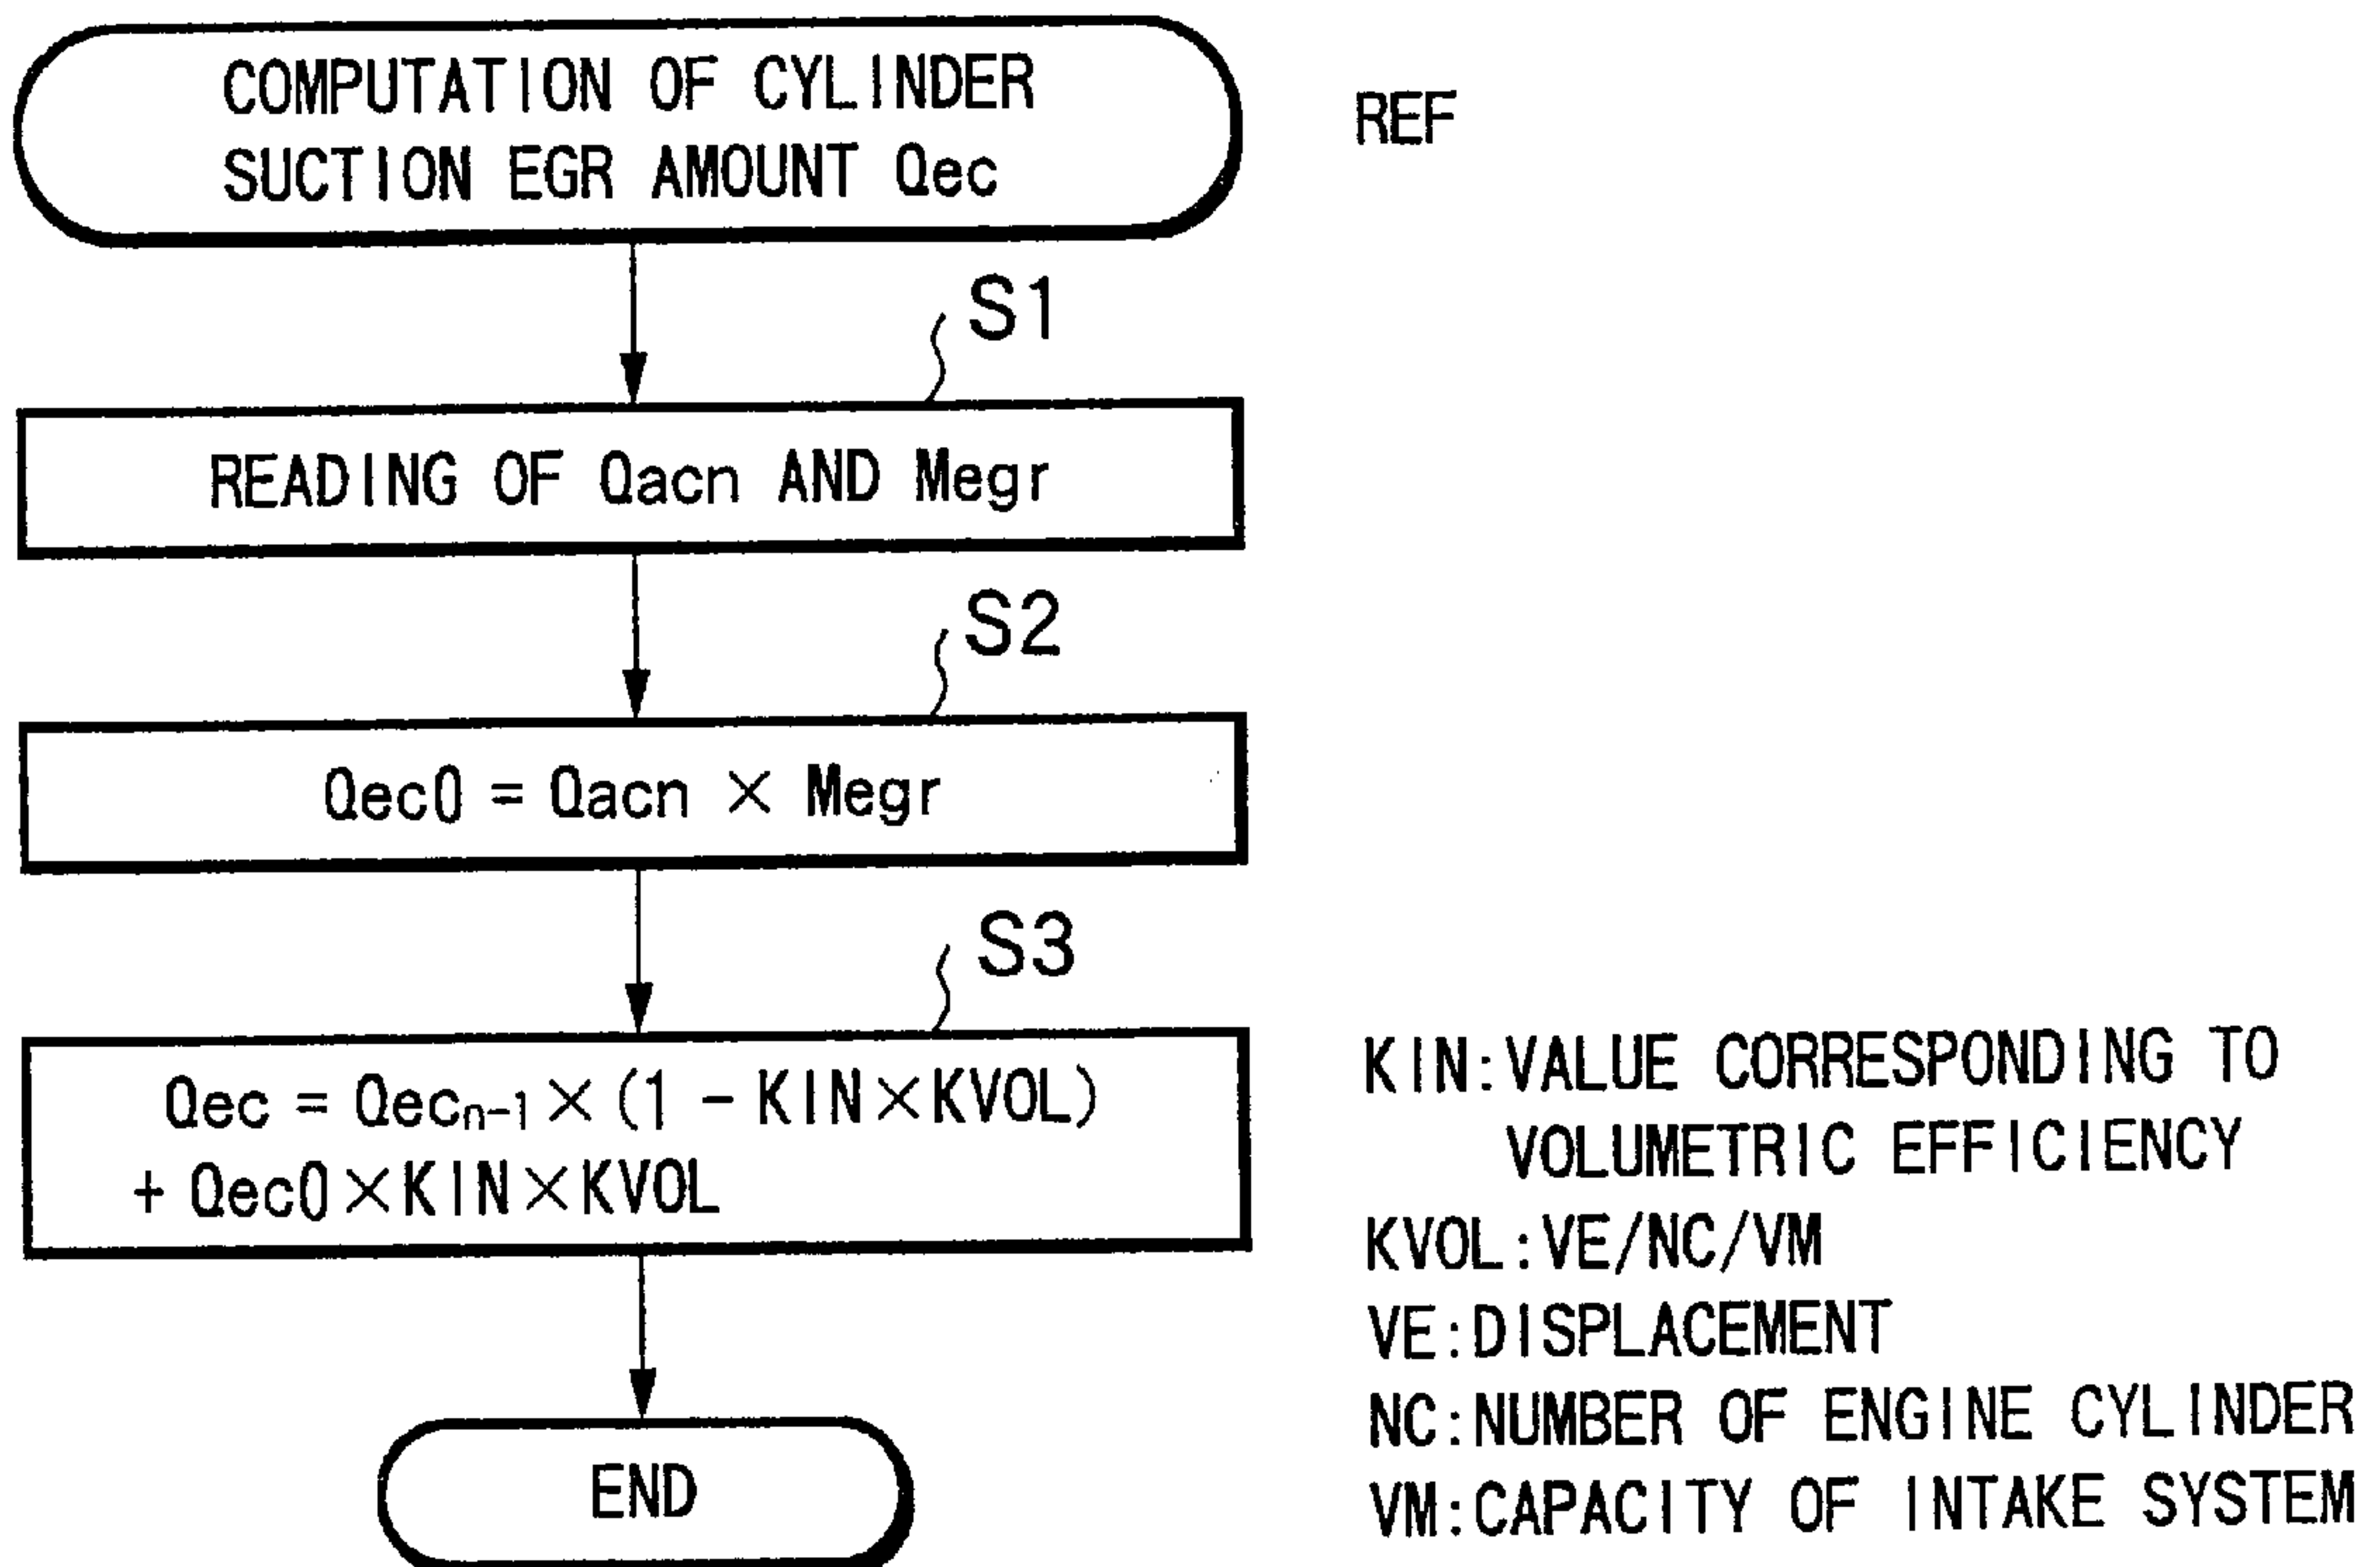 COMPUTATION OF CYLINDER
SUCTION EGR AMOUNT Qec
REF
S1
READING OF Qacn AND Megr
S2
Qec0 = Qacn × Megr
S3
Qec = Qecn-1 × (1 - KIN×KVOL)
+ Qec0×KIN×KVOL
KIN:VALUE CORRESPONDING TO
VOLUMETRIC EFFICIENCY
KVOL:VE/NC/VM
VE:DISPLACEMENT
NC:NUMBER OF ENGINE CYLINDER
VM:CAPACITY OF INTAKE SYSTEM
END